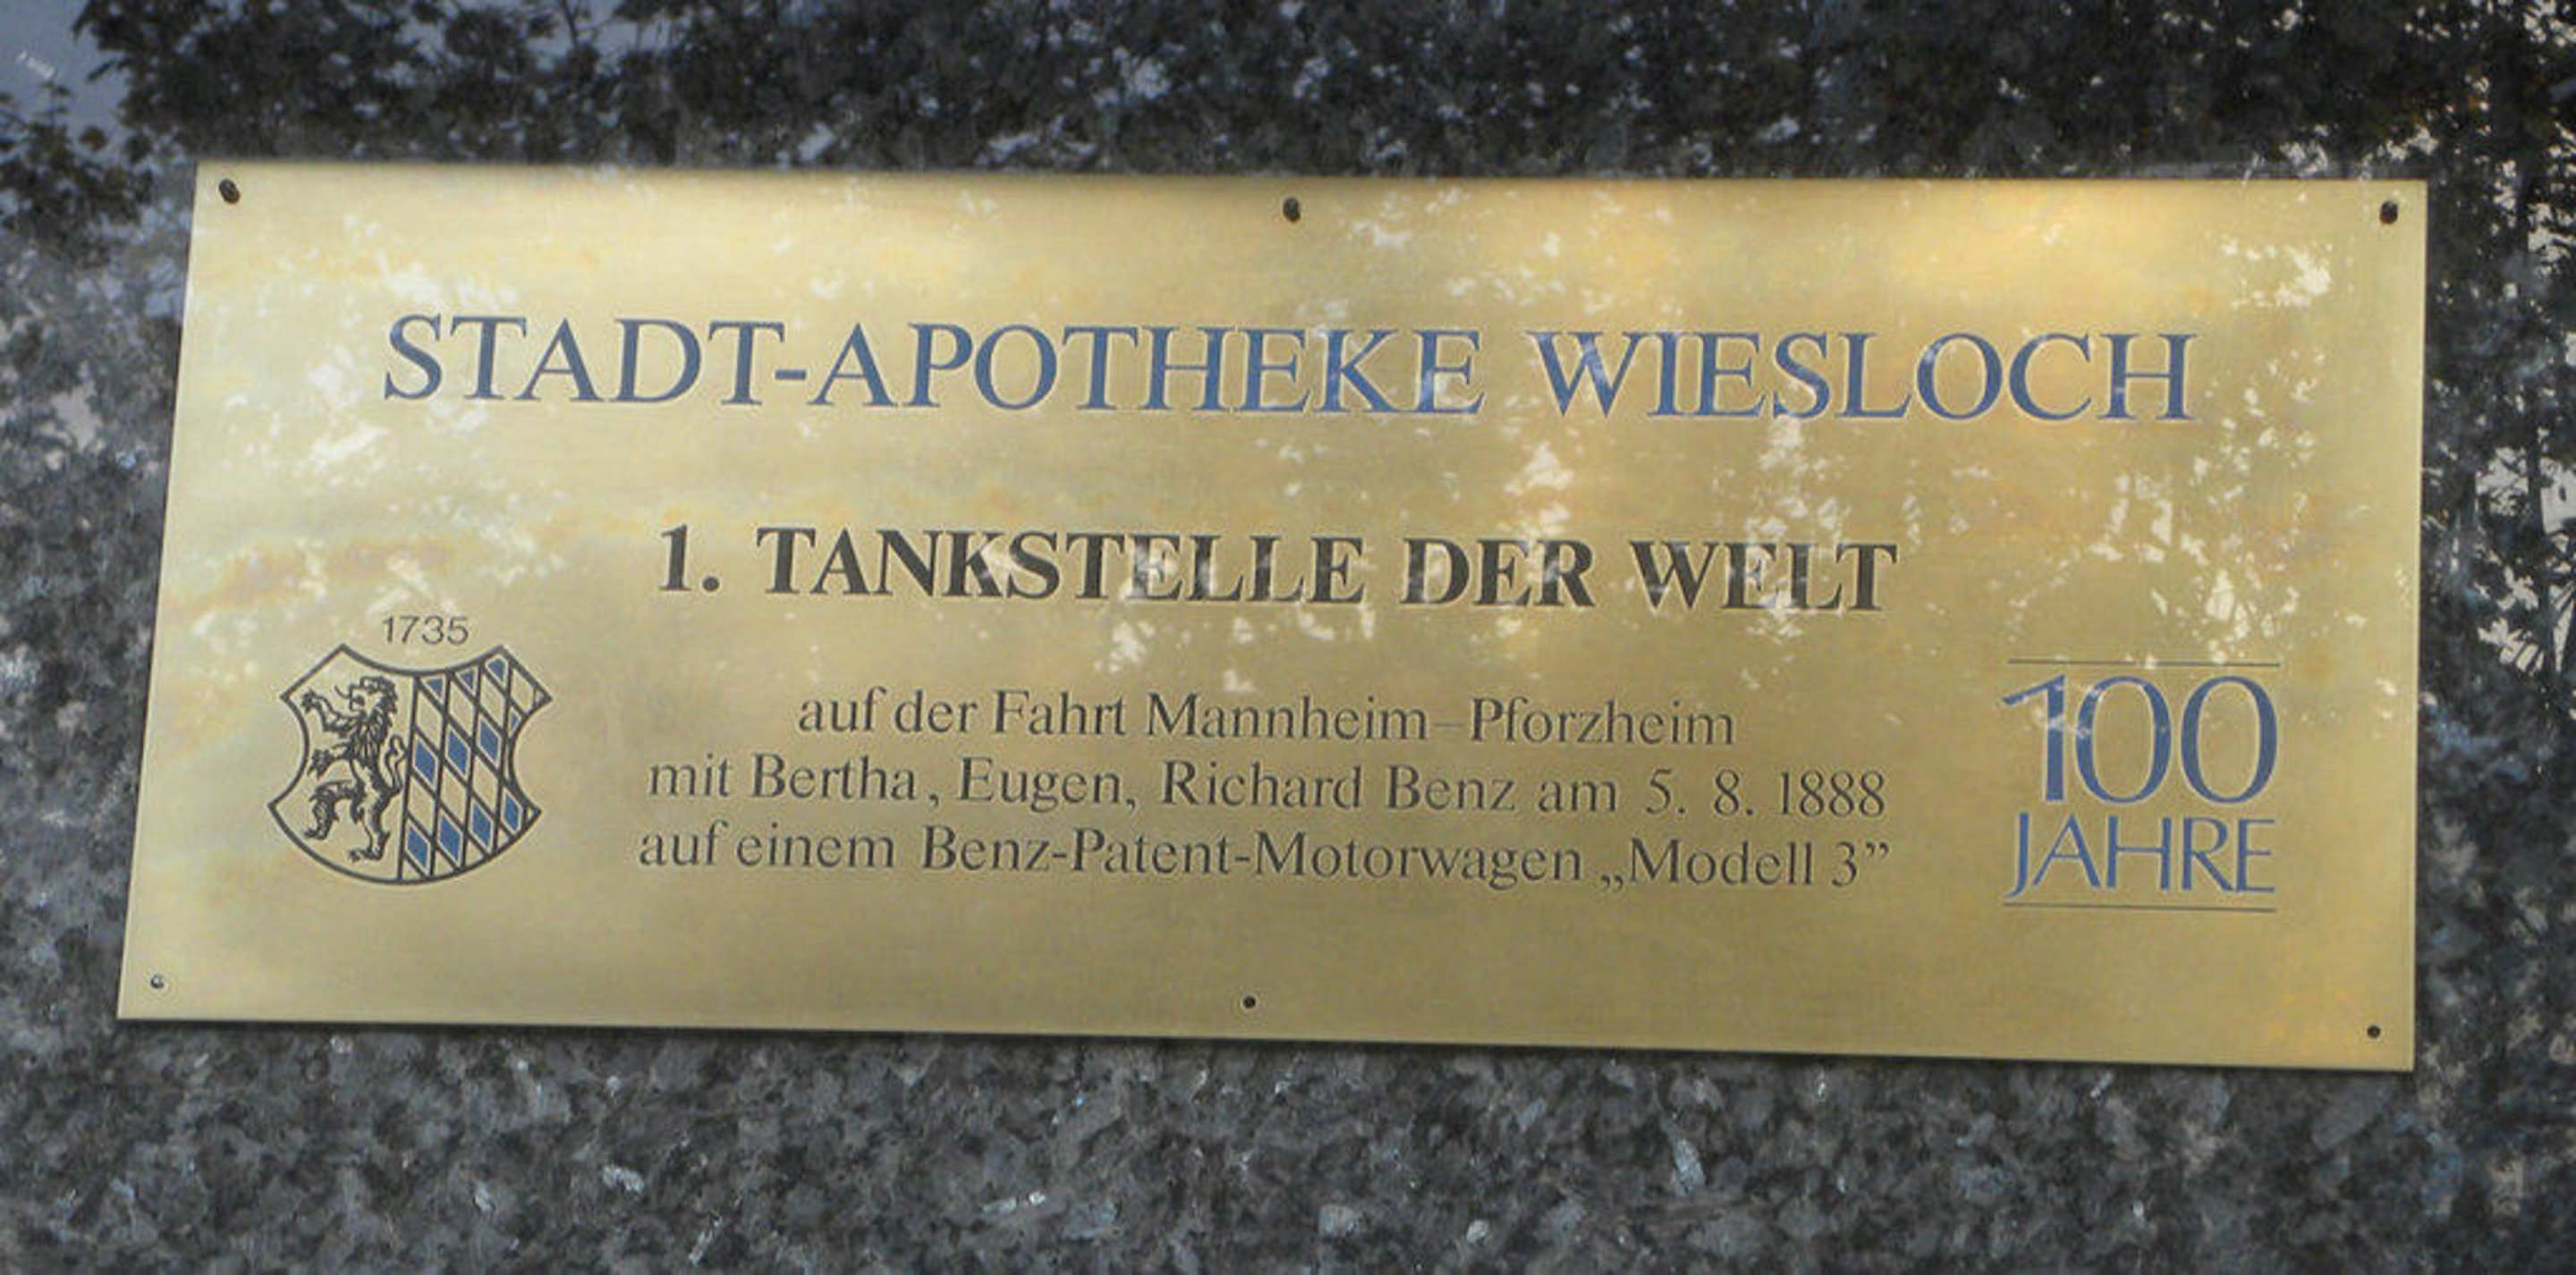 STADT-APOTHEKE WIESLOCH
1. TANKSTELLE DER WELT
1735
auf der Fahrt Mannheim–Pforzheim
mit Bertha, Eugen, Richard Benz am 5. 8. 1888
auf einem Benz-Patent-Motorwagen „Modell 3”
100
JAHRE